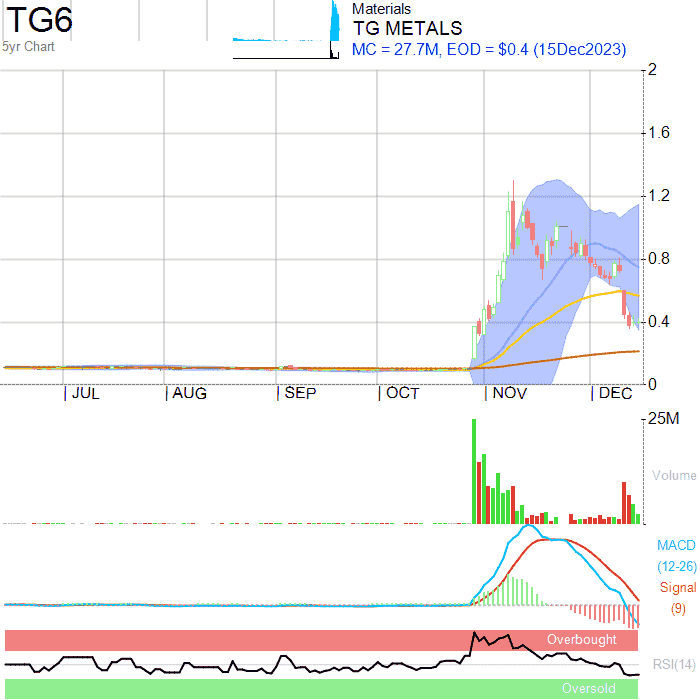 TG6
5yr Chart
Materials
TG METALS
MC = 27.7M, EOD = $0.4 (15Dec2023)
2
1.6
1.2
0.8
0.4
0
| JUL | AUG | SEP | OCT | NOV | DEC
25M
Volume
MACD
(12-26)
Signal
(9)
Overbought
RSI(14)
Oversold